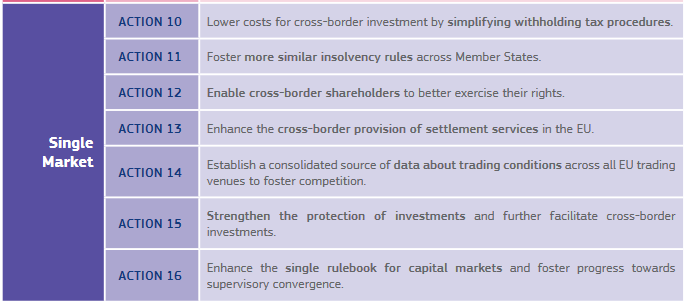 Single
Market
ACTION 10
Lower costs for cross-border investment by simplifying withholding tax procedures.
ACTION 11
Foster more similar insolvency rules across Member States.
ACTION 12
Enable cross-border shareholders to better exercise their rights.
ACTION 13
Enhance the cross-border provision of settlement services in the EU.
ACTION 14
Establish a consolidated source of data about trading conditions across all EU trading
venues to foster competition.
ACTION 15
Strengthen the protection of investments and further facilitate cross-border
investments.
ACTION 16
Enhance the single rulebook for capital markets and foster progress towards
supervisory convergence.